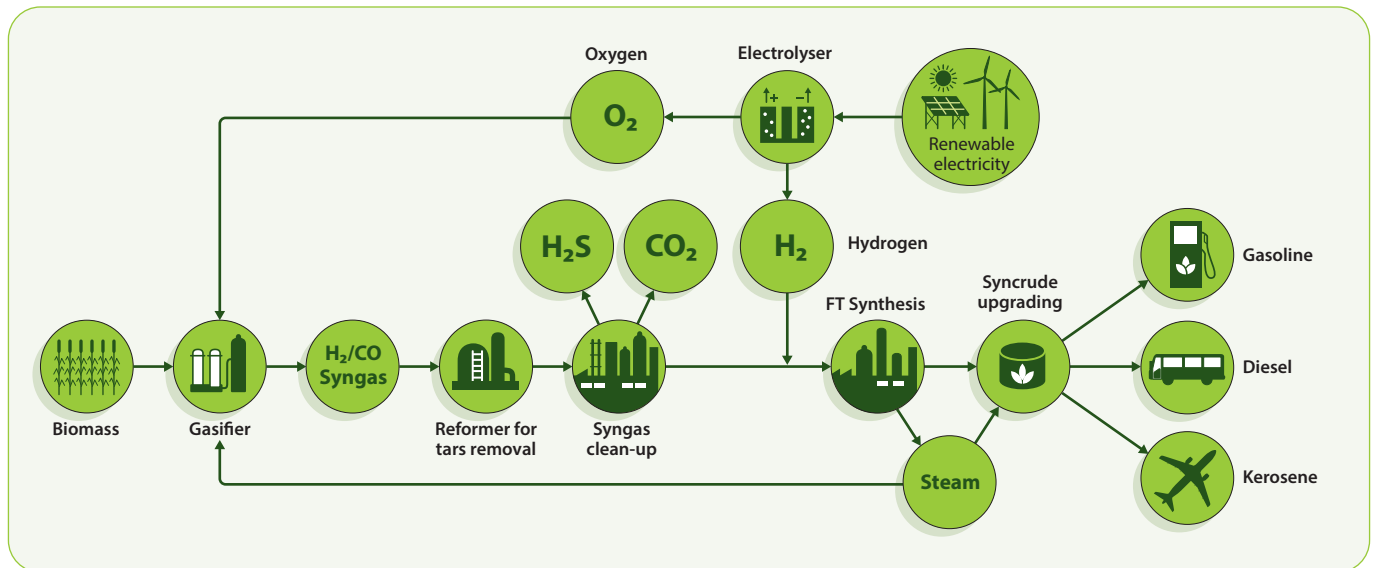 Oxygen
Electrolyser
O₂
+
−
Renewable
electricity
H₂S
CO₂
H₂
Hydrogen
Gasoline
FT Synthesis
Syncrude
upgrading
H₂/CO
Syngas
Diesel
Biomass
Gasifier
Reformer for
tars removal
Syngas
clean-up
Steam
Kerosene